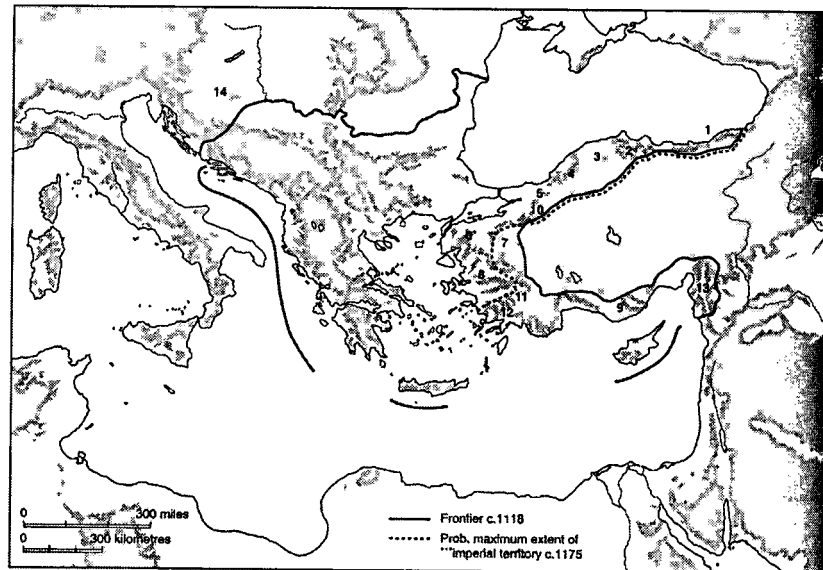 14
1
3
5
10
6
7
8
11
12
9
13
0 300 miles
0 300 kilometres
Frontier c.1118
Prob. maximum extent of
imperial territory c.1175